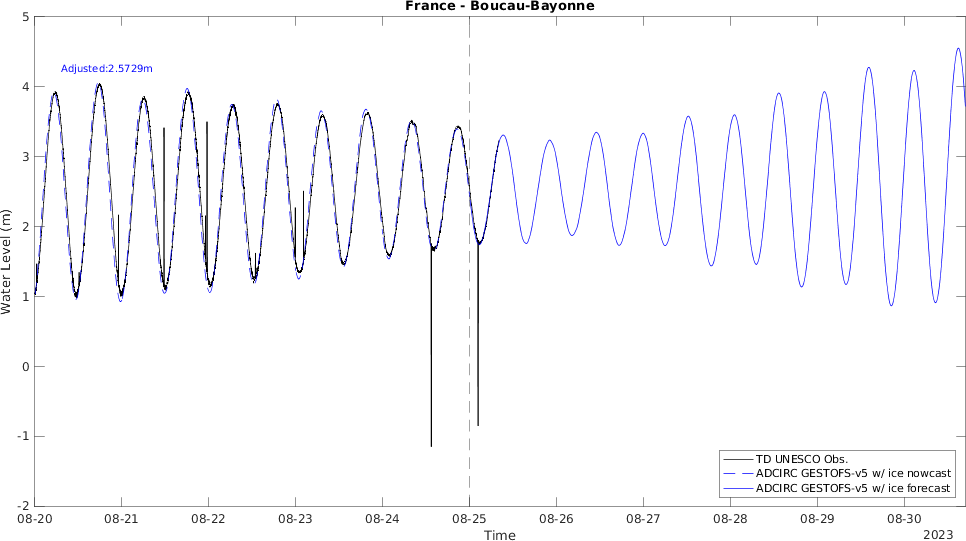 France - Boucau-Bayonne
Adjusted:2.5729m
Water Level (m)
5
4
3
2
1
0
-1
-2
TD UNESCO Obs.
ADCIRC GESTOFS-v5 w/ ice nowcast
ADCIRC GESTOFS-v5 w/ ice forecast
08-20 08-21 08-22 08-23 08-24 08-25 08-26 08-27 08-28 08-29 08-30
Time
2023